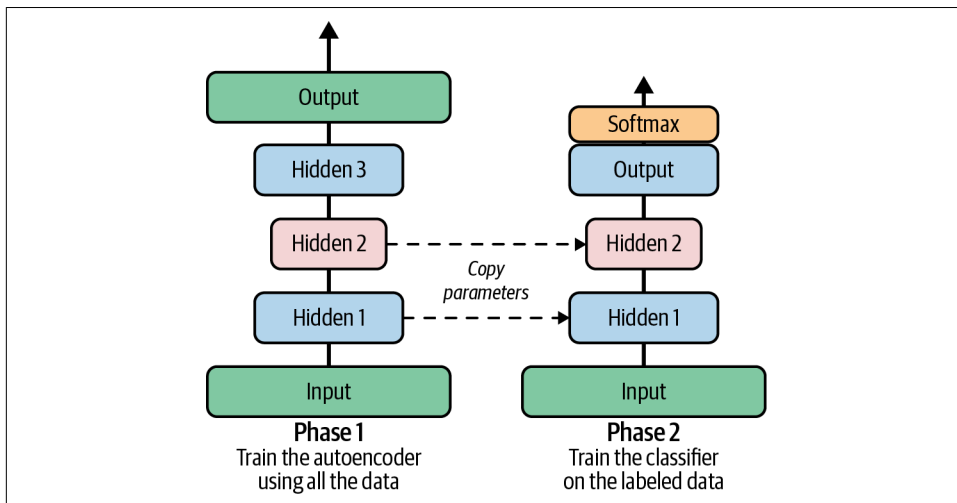 Output
Hidden 3
Hidden 2
Hidden 1
Input
Phase 1
Train the autoencoder
using all the data
Copy
parameters
Softmax
Output
Hidden 2
Hidden 1
Input
Phase 2
Train the classifier
on the labeled data